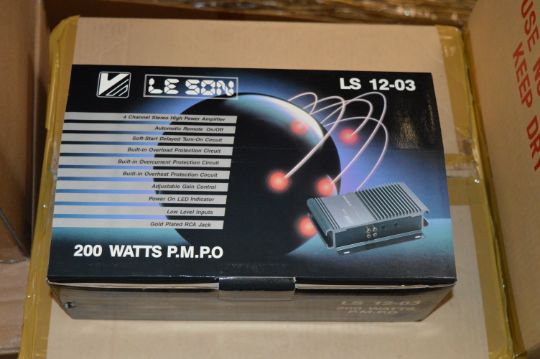 LE SON
LS 12-03
4 Channel Stereo High Power Amplifier
Automatic Remote On/Off
Soft-Start Delayed Turn-On Circuit
Built-in Overload Protection Circuit
Built-in Overcurrent Protection Circuit
Built-in Overheat Protection Circuit
Adjustable Gain Control
Power On LED Indicator
Low Level Inputs
Gold Plated RCA Jack
200 WATTS P.M.P.O
LS 12-03
200 WATTS
P.M.P.O
USE NO
KEEP DRY